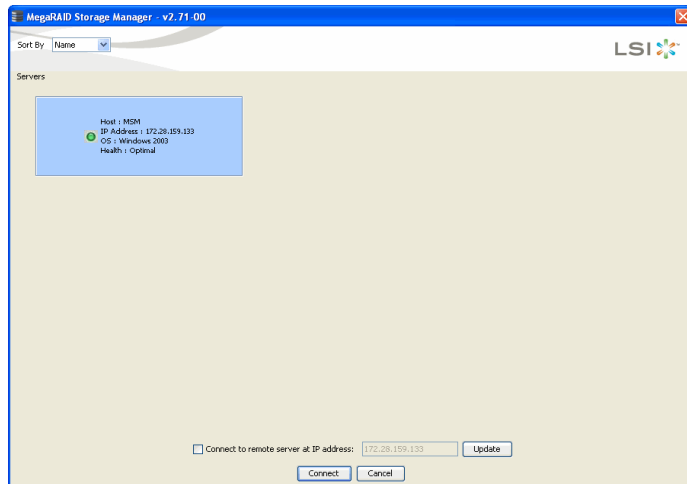 MegaRAID Storage Manager - v2.71-00
Sort By Name
LSI
Servers
Host : MSM
IP Address : 172.28.159.133
OS : Windows 2003
Health : Optimal
Connect to remote server at IP address: 172.28.159.133 Update
Connect Cancel